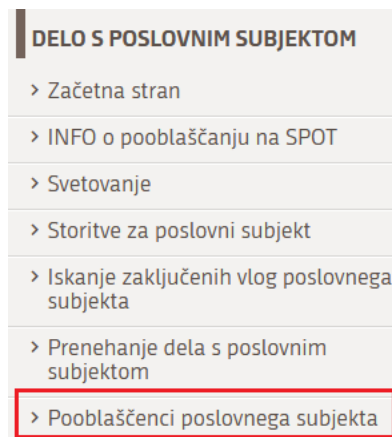 DELO S POSLOVNIM SUBJEKTOM
> Začetna stran
> INFO o pooblaščanju na SPOT
> Svetovanje
> Storitve za poslovni subjekt
> Iskanje zaključenih vlog poslovnega
subjekta
> Prenehanje dela s poslovnim
subjektom
> Pooblaščenci poslovnega subjekta